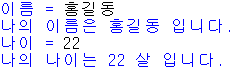 이름 = 홍길동
나의 이름은 홍길동 입니다.
나이 = 22
나의 나이는 22 살 입니다.